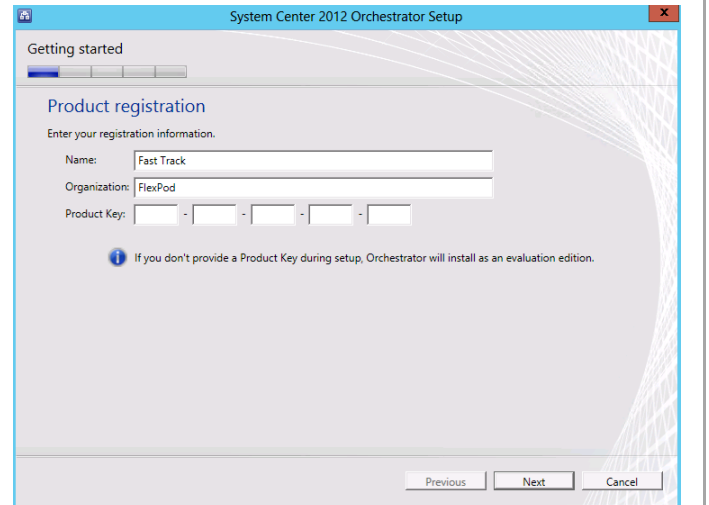 System Center 2012 Orchestrator Setup
x
Getting started
Product registration
Enter your registration information.
Name: Fast Track
Organization: FlexPod
Product Key: - - - -
If you don't provide a Product Key during setup, Orchestrator will install as an evaluation edition.
Previous Next Cancel